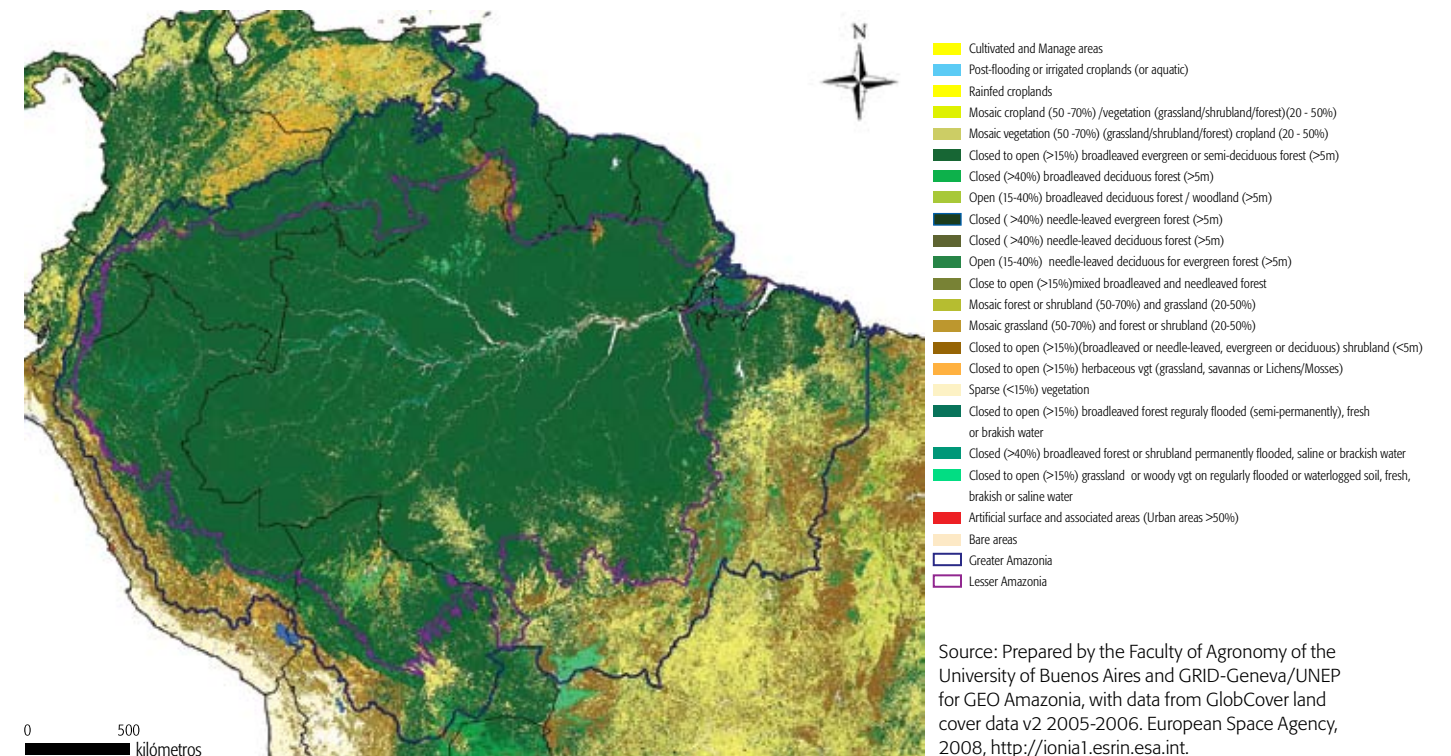 N
Cultivated and Manage areas
Post-flooding or irrigated croplands (or aquatic)
Rainfed croplands
Mosaic cropland (50 -70%) /vegetation (grassland/shrubland/forest)(20 - 50%)
Mosaic vegetation (50 -70%) (grassland/shrubland/forest) cropland (20 - 50%)
Closed to open (>15%) broadleaved evergreen or semi-deciduous forest (>5m)
Closed (>40%) broadleaved deciduous forest (>5m)
Open (15-40%) broadleaved deciduous forest / woodland (>5m)
Closed ( >40%) needle-leaved evergreen forest (>5m)
Closed ( >40%) needle-leaved deciduous forest (>5m)
Open (15-40%) needle-leaved deciduous for evergreen forest (>5m)
Close to open (>15%)mixed broadleaved and needleaved forest
Mosaic forest or shrubland (50-70%) and grassland (20-50%)
Mosaic grassland (50-70%) and forest or shrubland (20-50%)
Closed to open (>15%)(broadleaved or needle-leaved, evergreen or deciduous) shrubland (<5m)
Closed to open (>15%) herbaceous vgt (grassland, savannas or Lichens/Mosses)
Sparse (<15%) vegetation
Closed to open (>15%) broadleaved forest reguraly flooded (semi-permanently), fresh
or brakish water
Closed (>40%) broadleaved forest or shrubland permanently flooded, saline or brackish water
Closed to open (>15%) grassland or woody vgt on regularly flooded or waterlogged soil, fresh,
brakish or saline water
Artificial surface and associated areas (Urban areas >50%)
Bare areas
Greater Amazonia
Lesser Amazonia
Source: Prepared by the Faculty of Agronomy of the
University of Buenos Aires and GRID-Geneva/UNEP
for GEO Amazonia, with data from GlobCover land
cover data v2 2005-2006. European Space Agency,
2008, http://ionia1.esrin.esa.int.
0 500
kilómetros